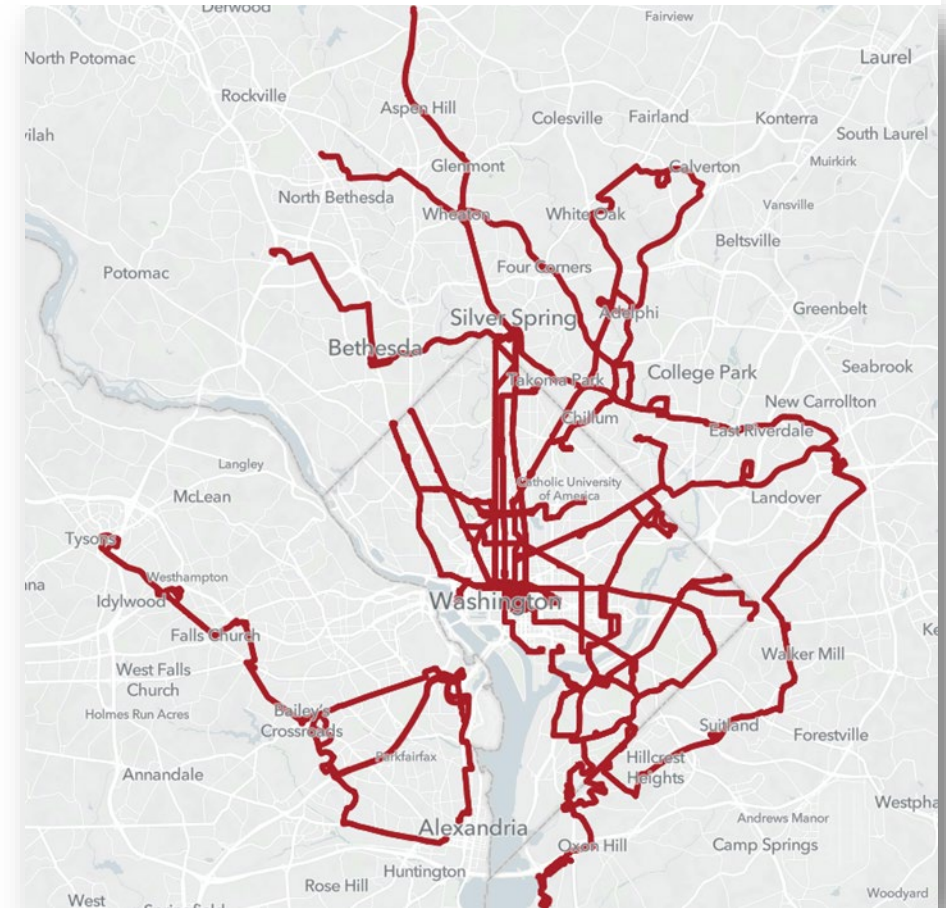 Derwood
Fairview
North Potomac
Laurel
Rockville
Aspen Hill
Colesville
Fairland
Konterra
South Laurel
Glenmont
Calverton
Muirkirk
North Bethesda
Wheaton
White Oak
Vansville
Beltsville
Potomac
Four Corners
Silver Spring
Adelphi
Greenbelt
Bethesda
Takoma Park
College Park
Seabrook
New Carrollton
Chillum
East Riverdale
Langley
McLean
Catholic University
of America
Landover
Tysons
Westhampton
Idylwood
Washington
Falls Church
West Falls
Church
Walker Mill
Holmes Run Acres
Bailey's
Crossroads
Suitland
Forestville
Parkfairfax
Hillcrest
Heights
Annandale
Alexandria
Andrews Manor
Oxon Hill
Camp Springs
Huntington
Rose Hill
Woodyard
West